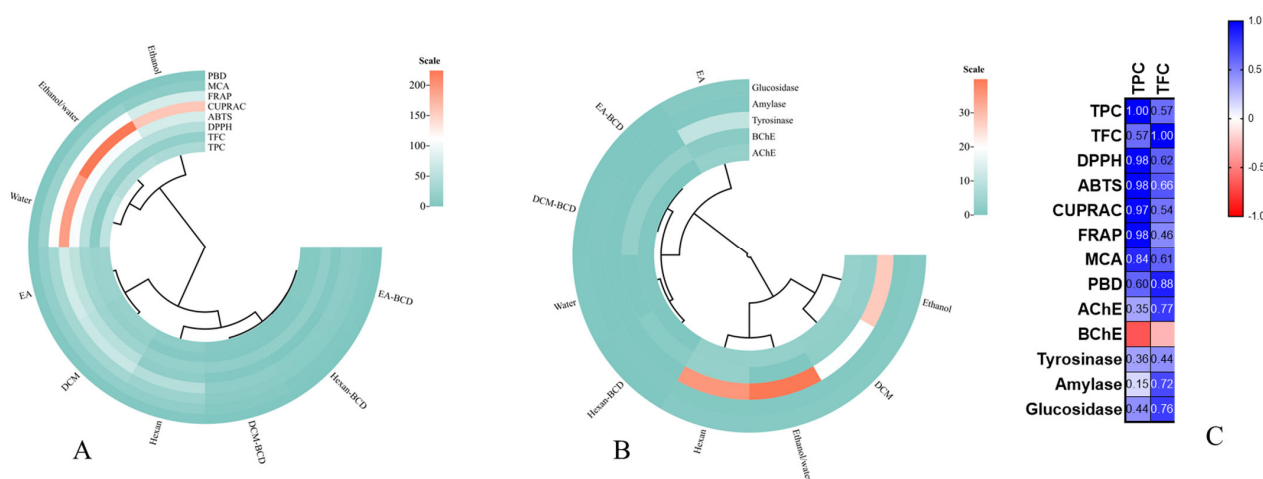 Ethanol
Ethanol/water
Water
EA
DCM
Hexan
DCM-BCD
Hexan-BCD
EA-BCD
PBD
MCA
FRAP
CUPRAC
ABTS
DPPH
TFC
TPC
Scale
200
150
100
50
0
A
EA
EA-BCD
DCM-BCD
Water
Hexan-BCD
Hexan
Ethanol/water
DCM
Ethanol
Glucosidase
Amylase
Tyrosinase
BChE
AChE
Scale
30
20
10
0
B
TPC TFC
TPC 1.00 0.57
TFC 0.57 1.00
DPPH 0.98 0.62
ABTS 0.98 0.66
CUPRAC 0.97 0.54
FRAP 0.98 0.46
MCA 0.84 0.61
PBD 0.60 0.88
AChE 0.35 0.77
BChE
Tyrosinase 0.36 0.44
Amylase 0.15 0.72
Glucosidase 0.44 0.76
1.0
0.5
0
-0.5
-1.0
C